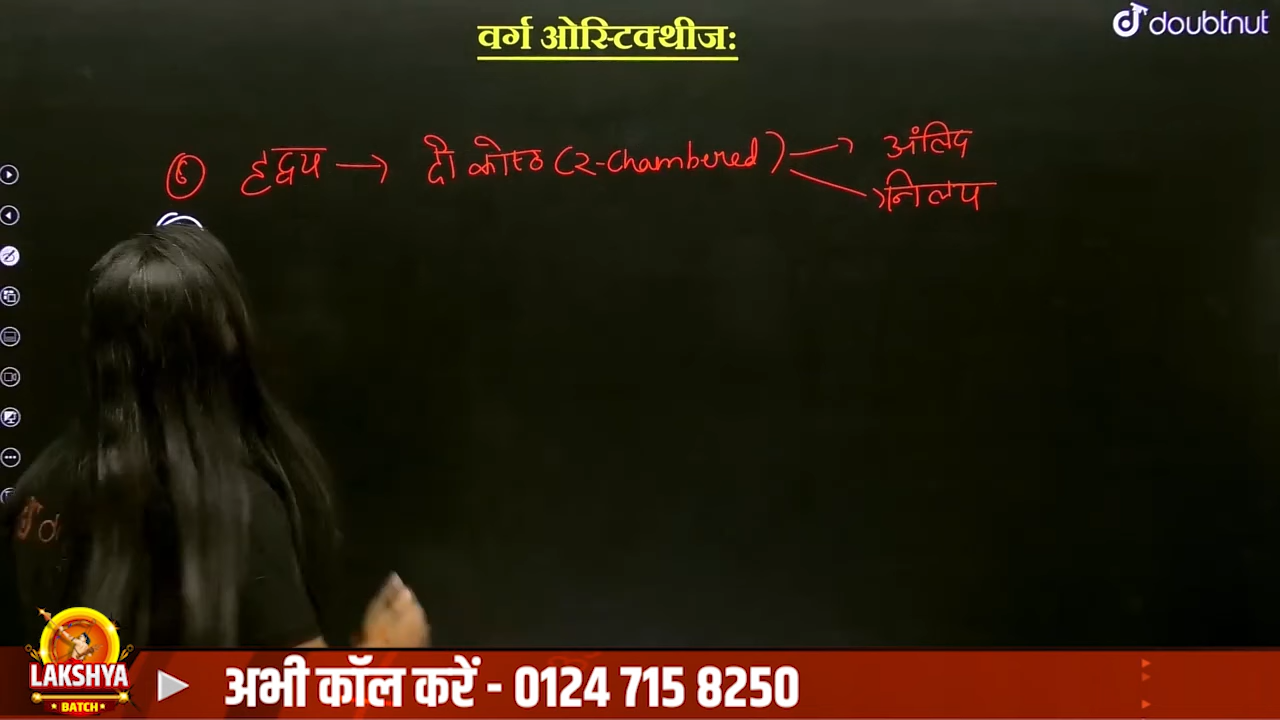 वर्ग ओस्टिक्थीज:
doubtnut
⑥ हृदय → दो कोष्ठ (2-chambered) → अलिंद
→ निलय
LAKSHYA
BATCH
अभी कॉल करें - 0124 715 8250